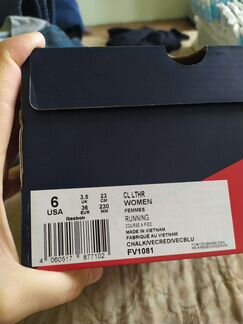 6
USA
3.5
UK
23
CM
36
EUR
230
MM
Reebok
4 060517 877102
CL LTHR
WOMEN
FEMMES
RUNNING
COURSE A PIED
MADE IN VIETNAM
FABRIQUE AU VIETNAM
CHALK/VECRED/VECBLU
FV1081